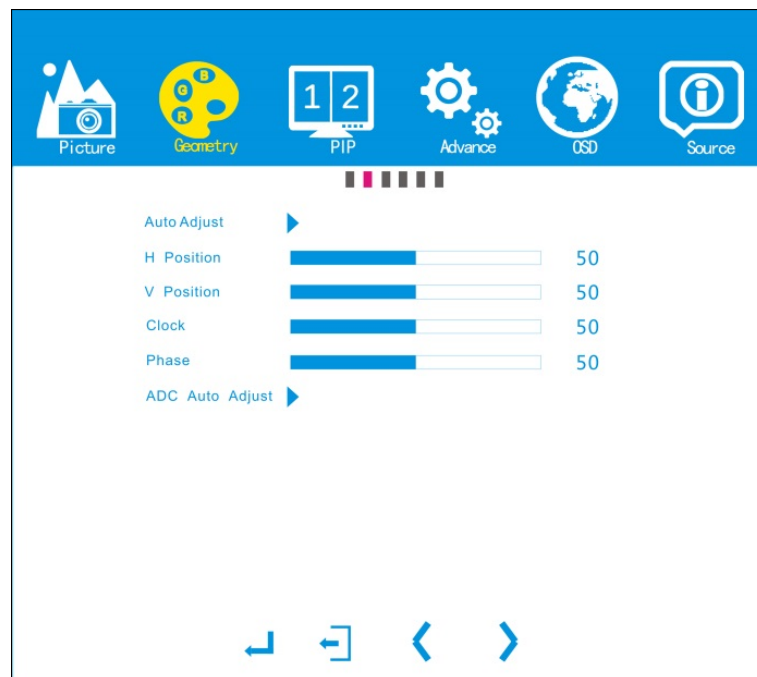 B
G
R
1 2
Picture Geometry PIP Advance OSD Source
Auto Adjust
H Position 50
V Position 50
Clock 50
Phase 50
ADC Auto Adjust